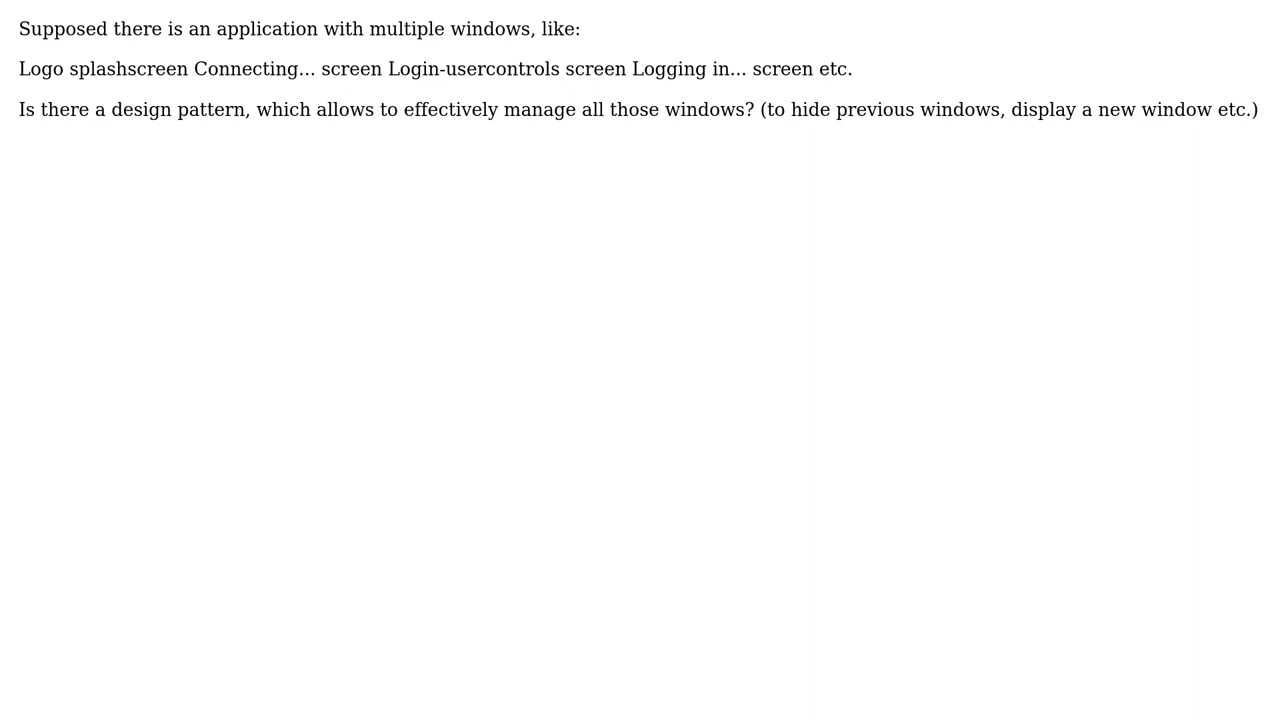 Supposed there is an application with multiple windows, like:
Logo splashscreen Connecting... screen Login-usercontrols screen Logging in... screen etc.
Is there a design pattern, which allows to effectively manage all those windows? (to hide previous windows, display a new window etc.)